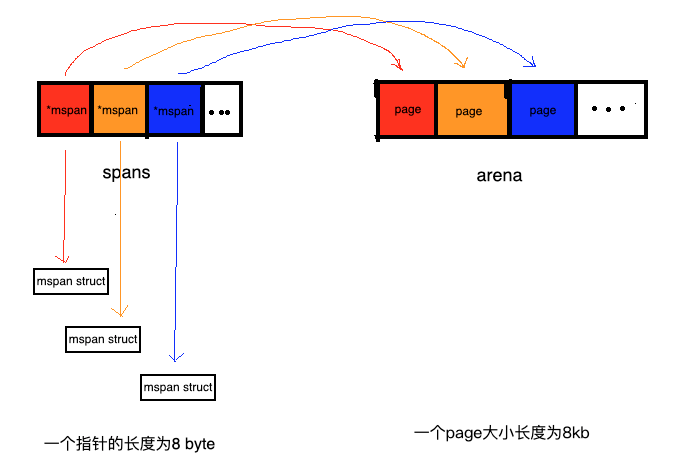 *mspan *mspan *mspan ...
page page page ...
spans
arena
mspan struct
mspan struct
mspan struct
一个指针的长度为8 byte
一个page大小长度为8kb